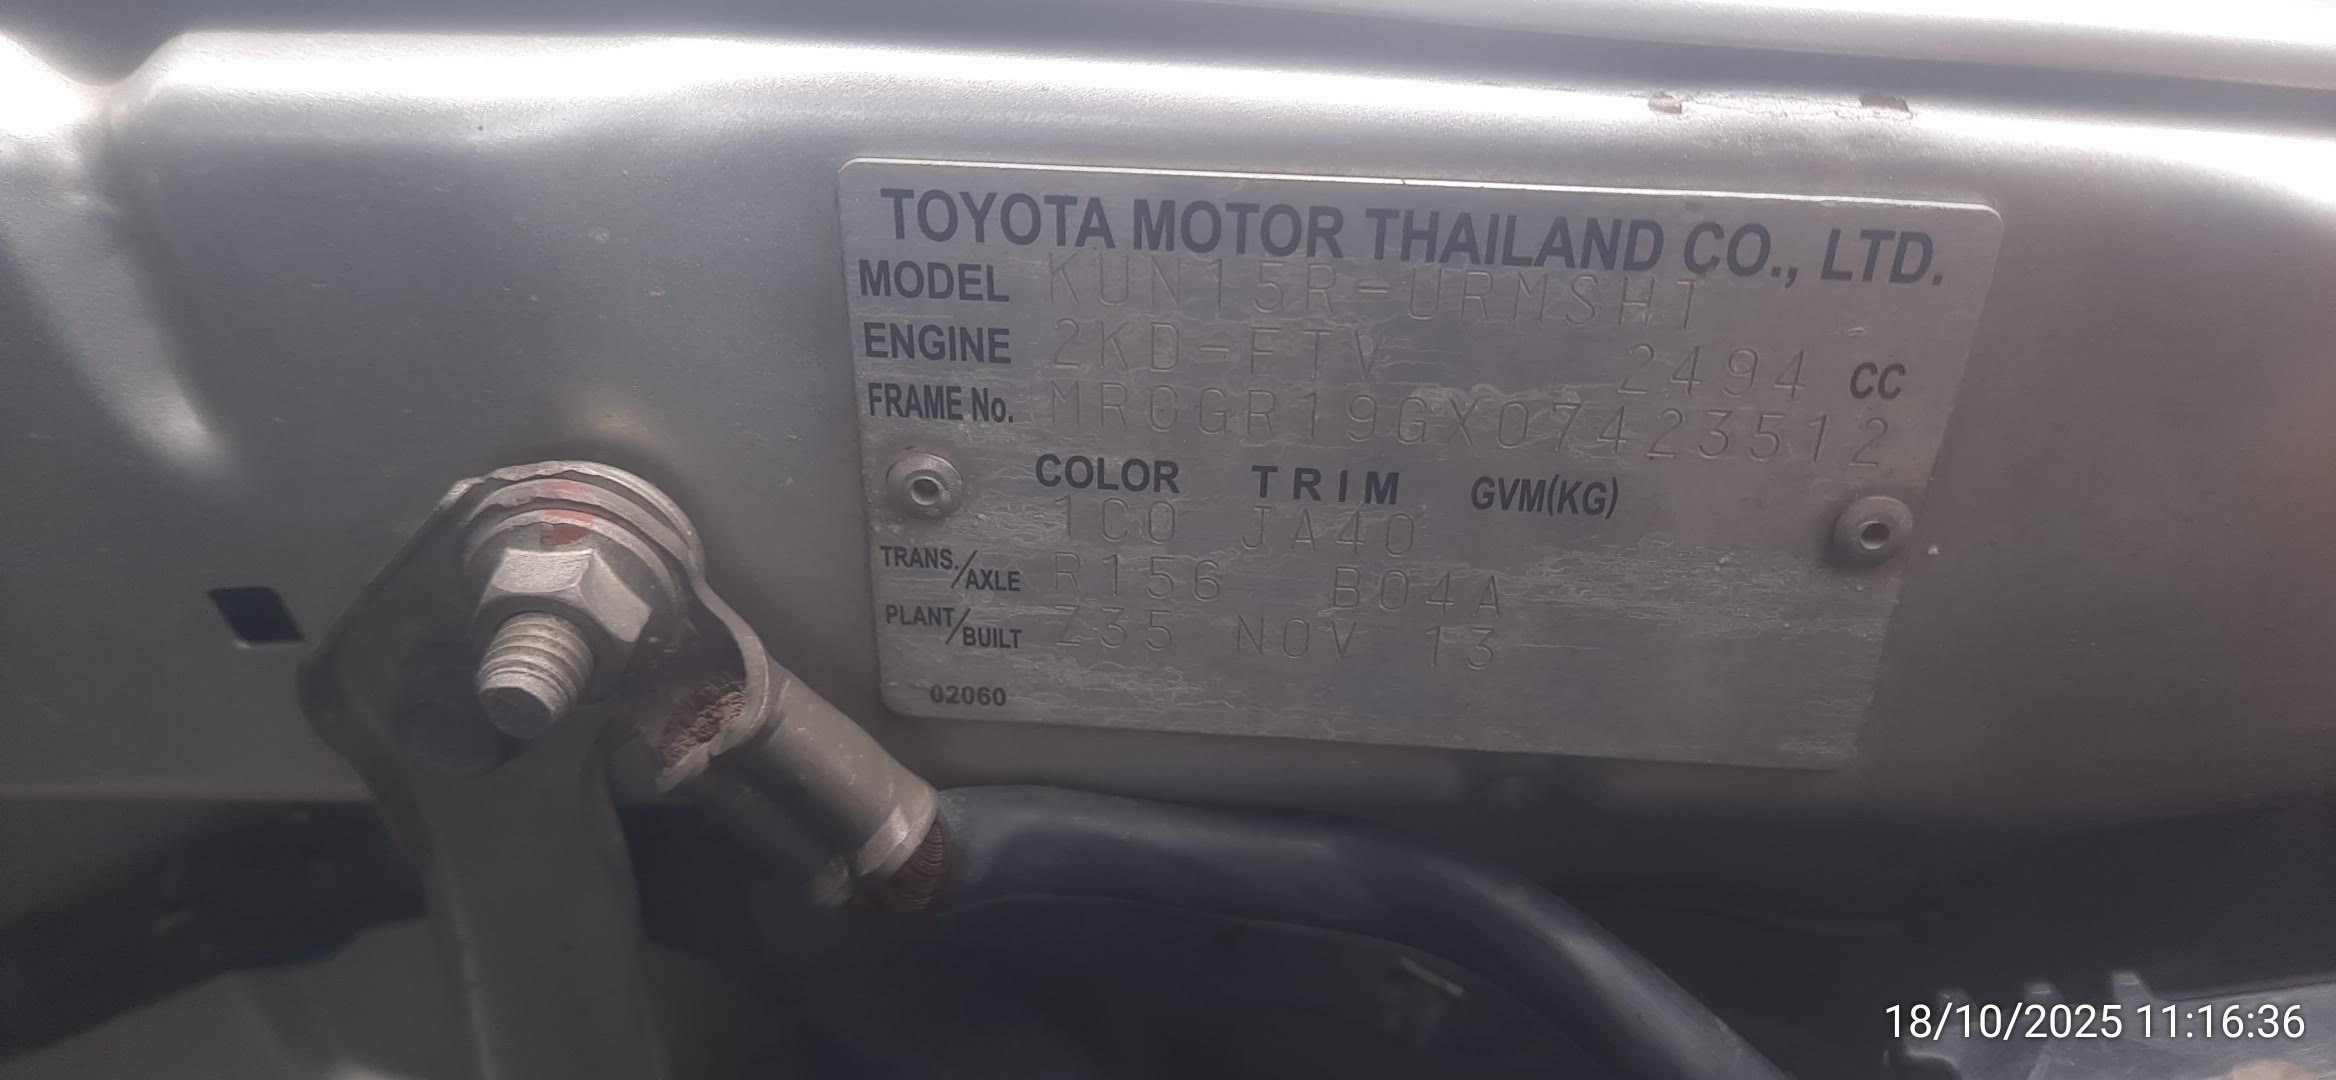 TOYOTA MOTOR THAILAND CO., LTD.
MODEL KUN15R-URMSHT
ENGINE 2KD-FTV 2494 CC
FRAME No. MR0GR19GX07423512
COLOR TRIM GVM(KG)
1C0 JA40
TRANS./AXLE R156 B04A
PLANT/BUILT Z35 NOV 13
02060
18/10/2025 11:16:36